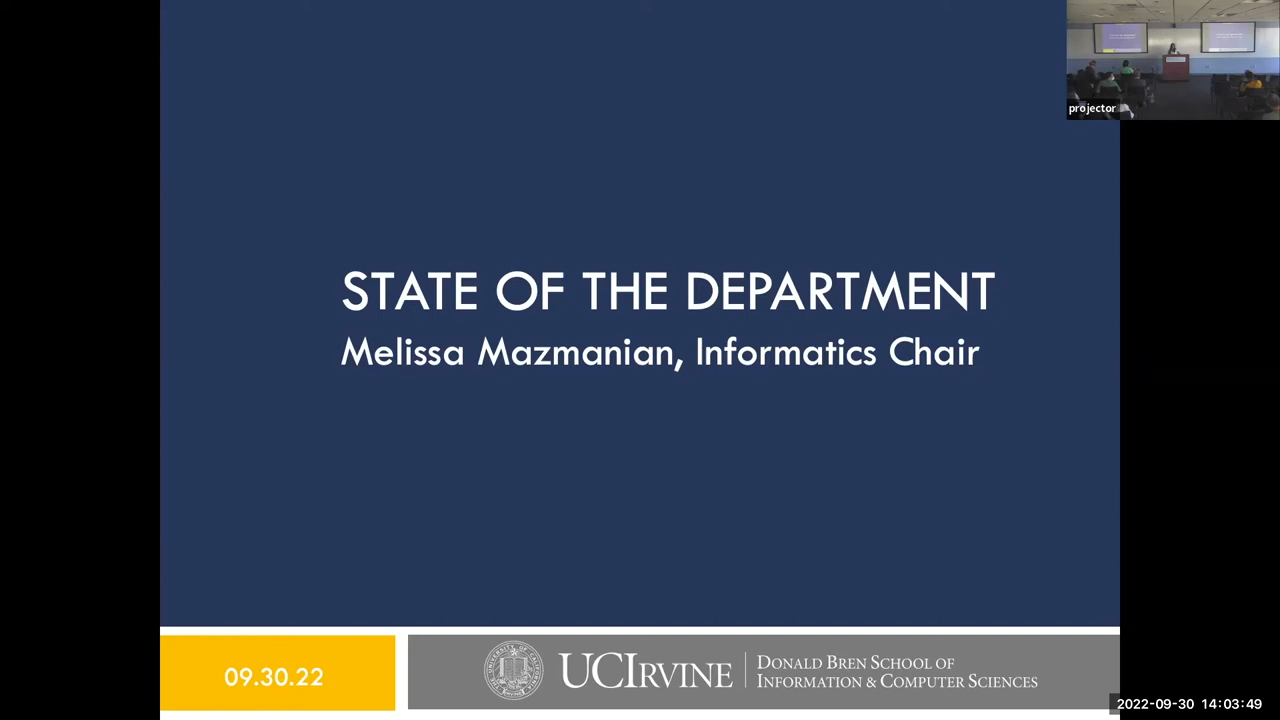 projector
STATE OF THE DEPARTMENT
Melissa Mazmanian, Informatics Chair
09.30.22
UCIRVINE
DONALD BREN SCHOOL OF
INFORMATION & COMPUTER SCIENCES
2022-09-30 14:03:49